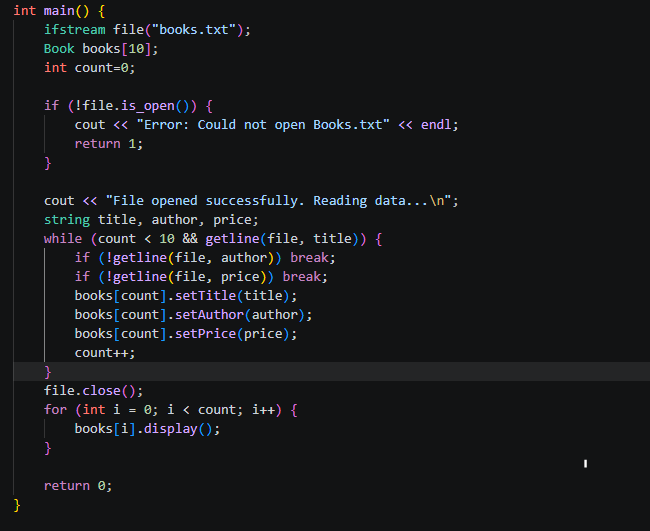 int main() {
    ifstream file("books.txt");
    Book books[10];
    int count=0;

    if (!file.is_open()) {
        cout << "Error: Could not open Books.txt" << endl;
        return 1;
    }

    cout << "File opened successfully. Reading data...\n";
    string title, author, price;
    while (count < 10 && getline(file, title)) {
        if (!getline(file, author)) break;
        if (!getline(file, price)) break;
        books[count].setTitle(title);
        books[count].setAuthor(author);
        books[count].setPrice(price);
        count++;
    }
    file.close();
    for (int i = 0; i < count; i++) {
        books[i].display();
    }

    return 0;
}